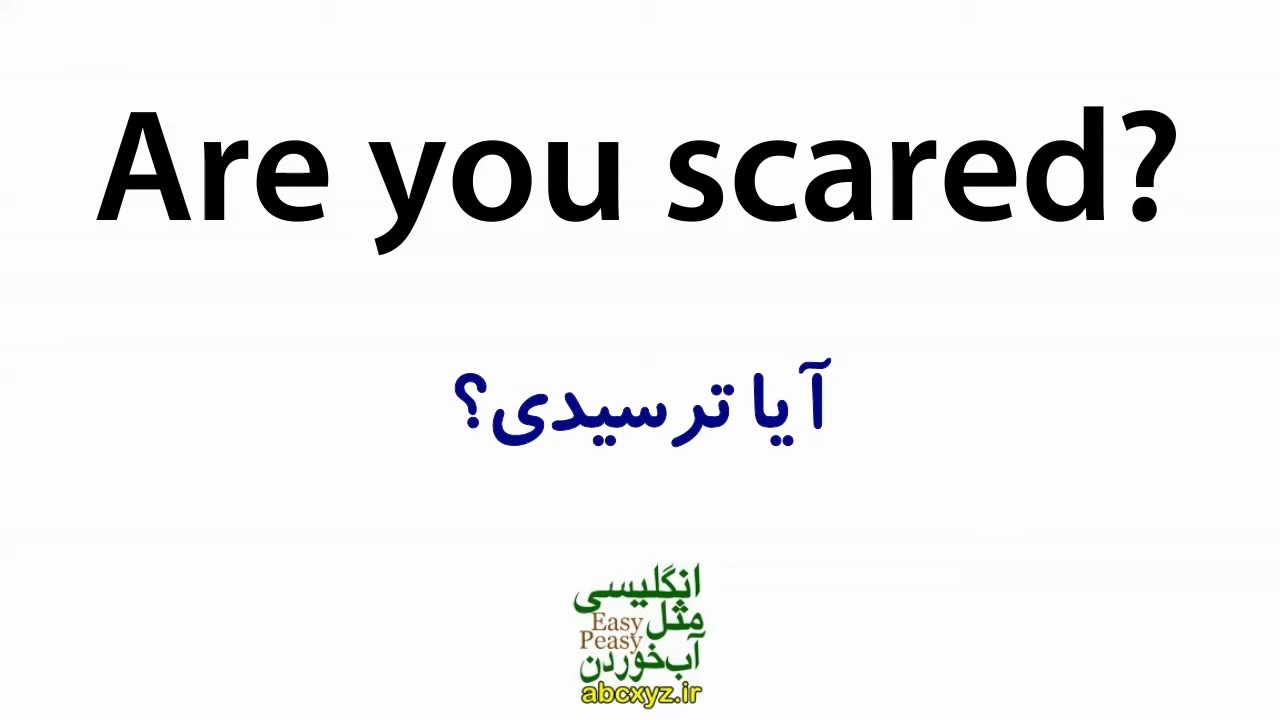 Are you scared?
آیا ترسیدی؟
انگلیسی
مثل
Easy
Peasy
آب خوردن
abcxyz.ir